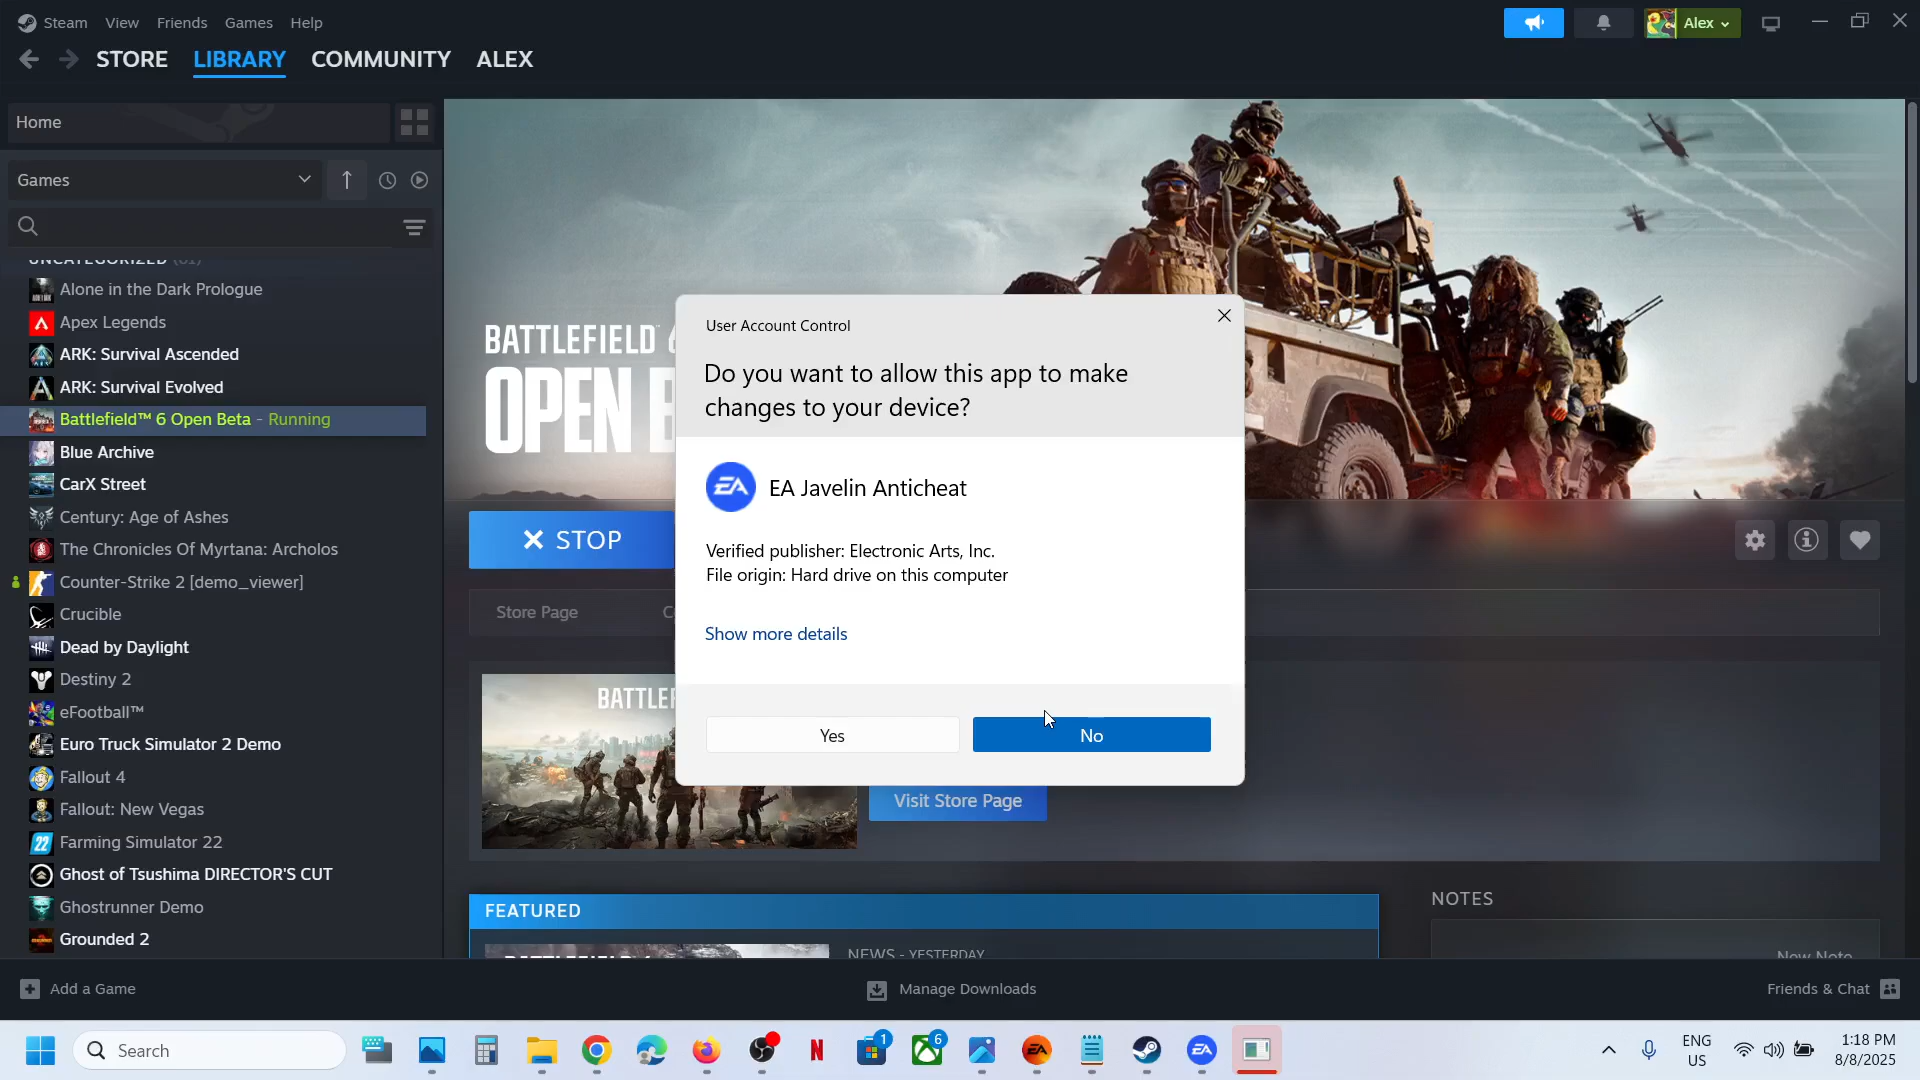 Steam View Friends Games Help
Alex
STORE LIBRARY COMMUNITY ALEX
Home
Games
Alone in the Dark Prologue
Apex Legends
ARK: Survival Ascended
ARK: Survival Evolved
Battlefield™ 6 Open Beta - Running
Blue Archive
CarX Street
Century: Age of Ashes
The Chronicles Of Myrtana: Archolos
Counter-Strike 2 [demo_viewer]
Crucible
Dead by Daylight
Destiny 2
eFootball™
Euro Truck Simulator 2 Demo
Fallout 4
Fallout: New Vegas
Farming Simulator 22
Ghost of Tsushima DIRECTOR'S CUT
Ghostrunner Demo
Grounded 2
BATTLEFIELD
OPEN
STOP
Store Page
User Account Control
Do you want to allow this app to make
changes to your device?
EA
EA Javelin Anticheat
Verified publisher: Electronic Arts, Inc.
File origin: Hard drive on this computer
Show more details
Yes
No
Visit Store Page
FEATURED
NEWS - YESTERDAY
NOTES
New Note
Add a Game
Manage Downloads
Friends & Chat
Search
1
6
ENG
US
1:18 PM
8/8/2025